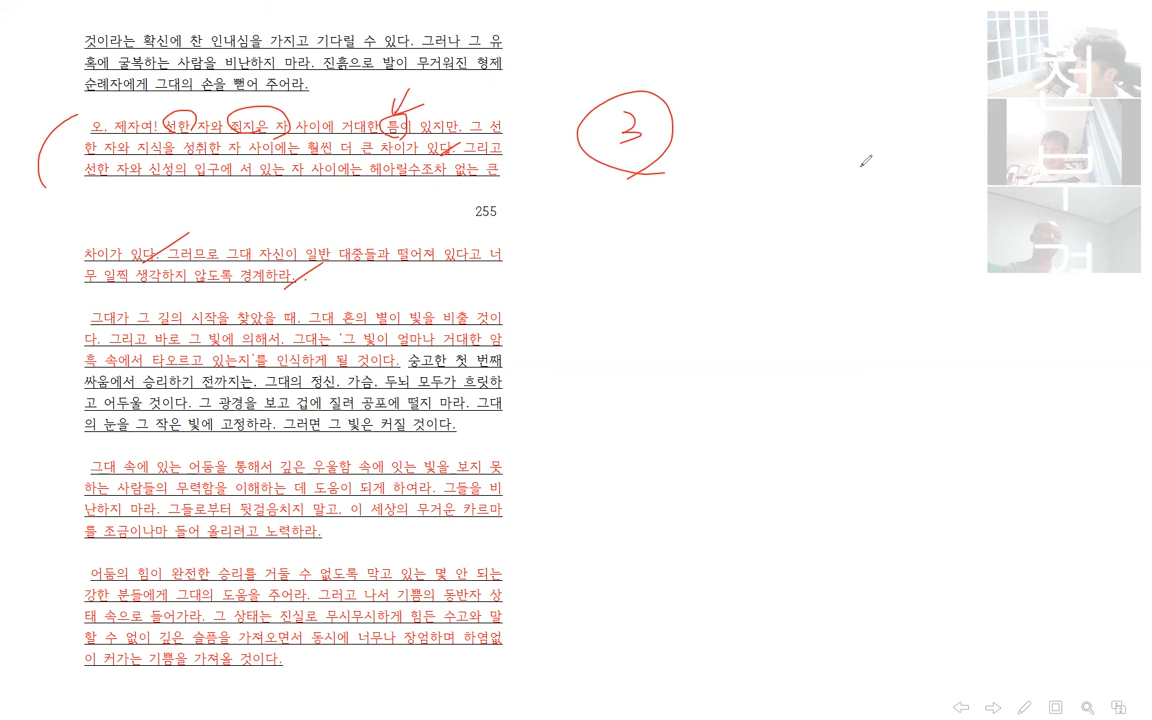 것이라는 확신에 찬 인내심을 가지고 기다릴 수 있다. 그러나 그 유
혹에 굴복하는 사람을 비난하지 마라. 진흙으로 발이 무거워진 형제
순례자에게 그대의 손을 뻗어 주어라.
오, 제자여! 선한 자와 죄지은 자 사이에 거대한 틈이 있지만, 그 선
한 자와 지식을 성취한 자 사이에는 훨씬 더 큰 차이가 있다. 그리고
선한 자와 신성의 입구에 서 있는 자 사이에는 헤아릴수조차 없는 큰
3
255
차이가 있다. 그러므로 그대 자신이 일반 대중들과 떨어져 있다고 너
무 일찍 생각하지 않도록 경계하라. .
그대가 그 길의 시작을 찾았을 때, 그대 혼의 별이 빛을 비출 것이
다. 그리고 바로 그 빛에 의해서, 그대는 '그 빛이 얼마나 거대한 암
흑 속에서 타오르고 있는지'를 인식하게 될 것이다. 숭고한 첫 번째
싸움에서 승리하기 전까지는, 그대의 정신, 가슴, 두뇌 모두가 흐릿하
고 어두울 것이다. 그 광경을 보고 겁에 질려 공포에 떨지 마라. 그대
의 눈을 그 작은 빛에 고정하라. 그러면 그 빛은 커질 것이다.
그대 속에 있는 어둠을 통해서 깊은 우울함 속에 잇는 빛을 보지 못
하는 사람들의 무력함을 이해하는 데 도움이 되게 하여라. 그들을 비
난하지 마라. 그들로부터 뒷걸음치지 말고, 이 세상의 무거운 카르마
를 조금이나마 들어 올리려고 노력하라.
어둠의 힘이 완전한 승리를 거둘 수 없도록 막고 있는 몇 안 되는
강한 분들에게 그대의 도움을 주어라. 그러고 나서 기쁨의 동반자 상
태 속으로 들어가라. 그 상태는 진실로 무시무시하게 힘든 수고와 말
할 수 없이 깊은 슬픔을 가져오면서 동시에 너무나 장엄하며 하염없
이 커가는 기쁨을 가져올 것이다.